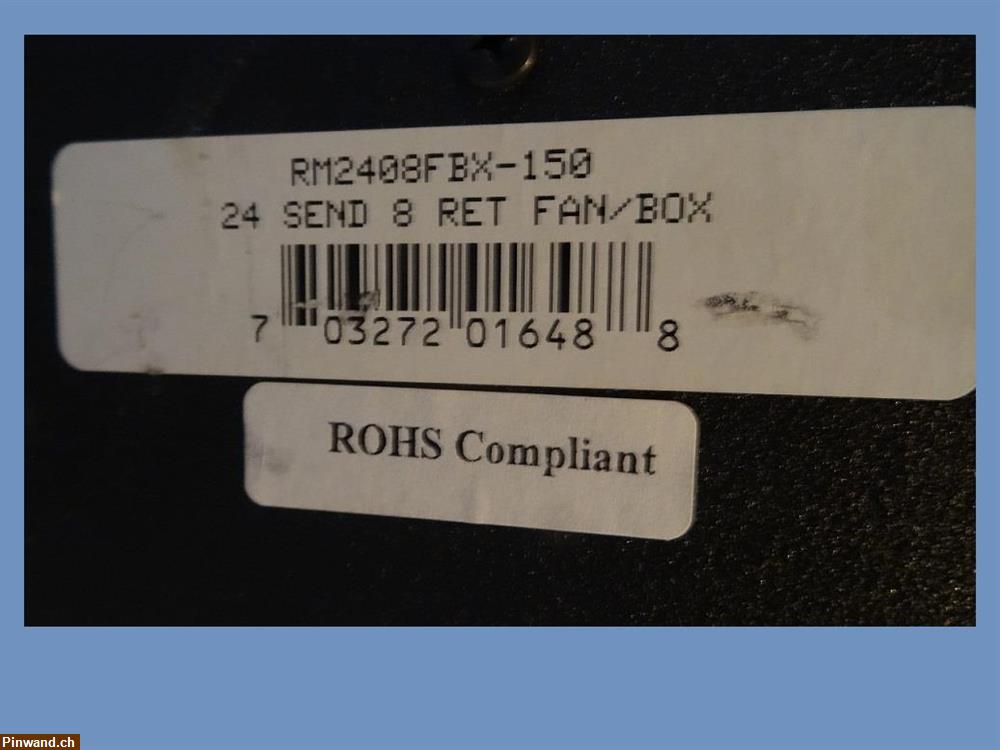 RM2408FBX-150
24 SEND 8 RET FAN/BOX
7 03272 01648 8
ROHS Compliant
Pinwand.ch